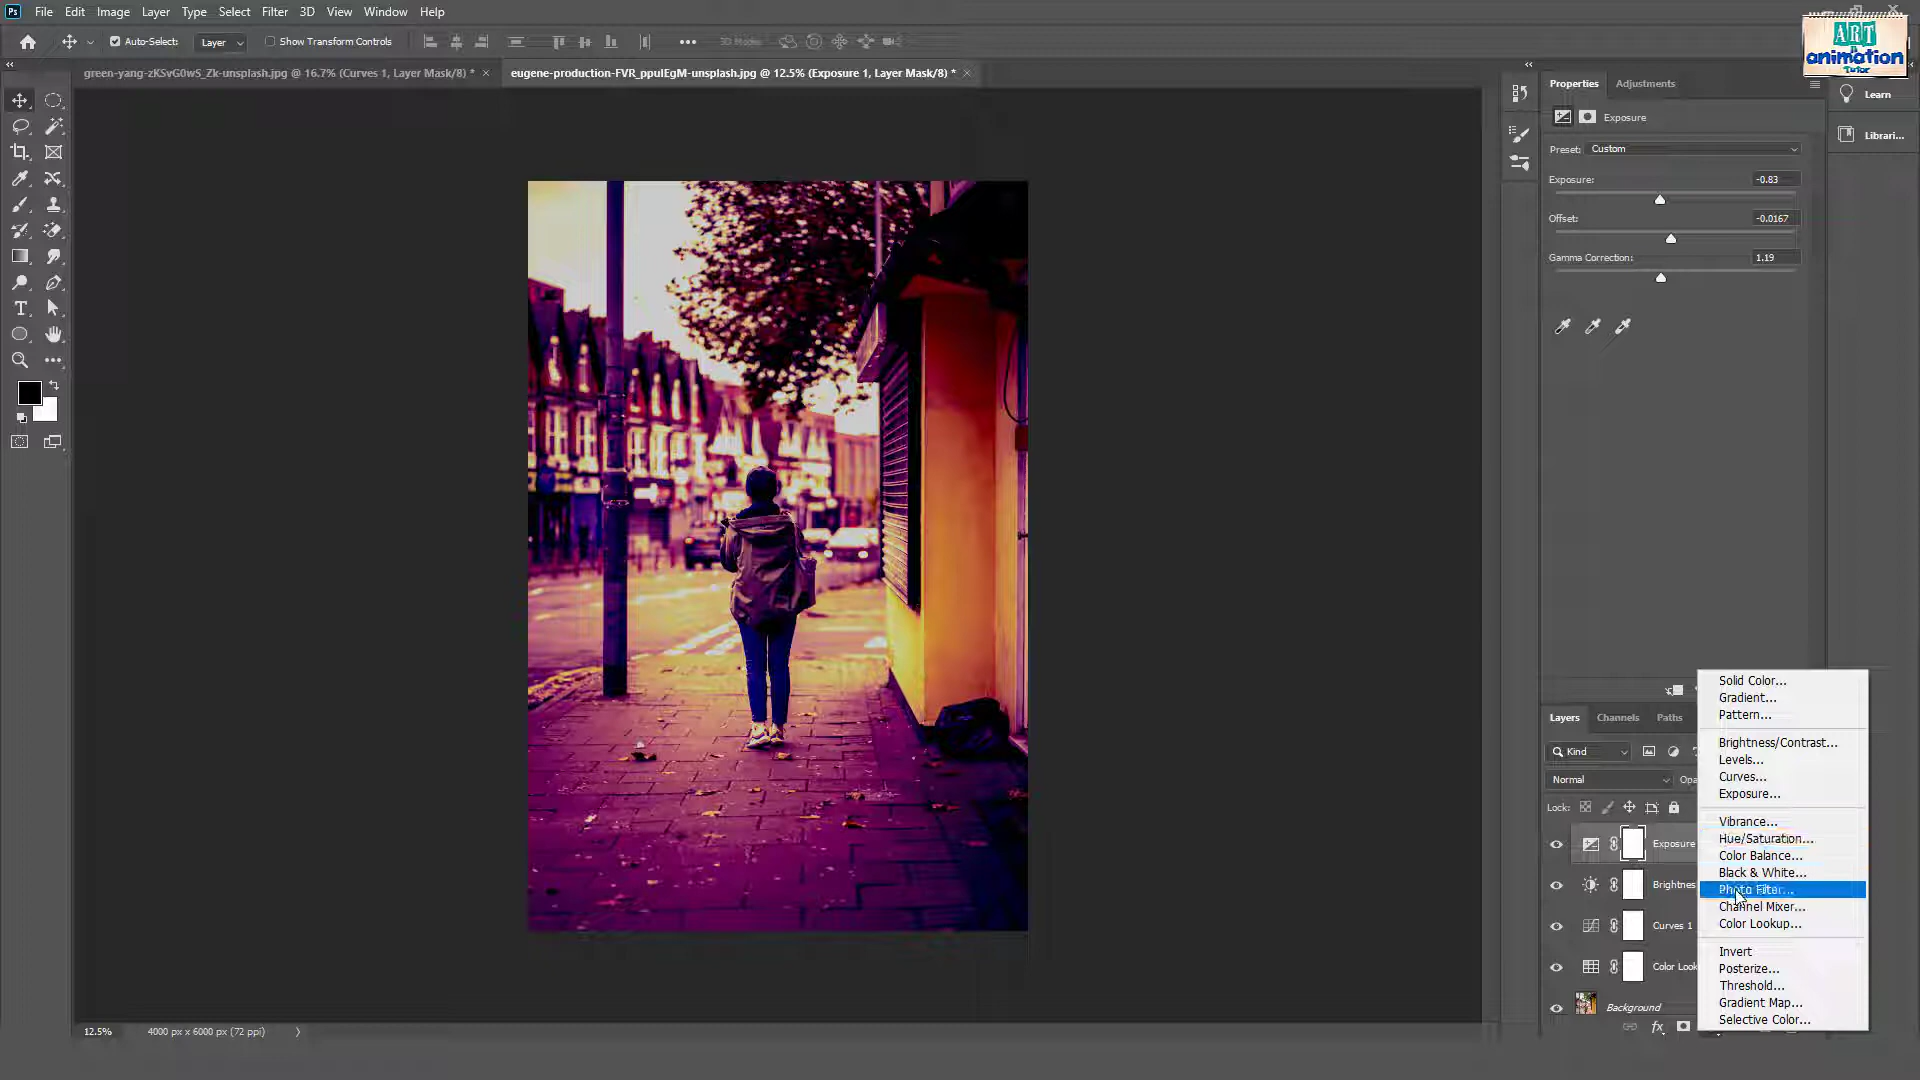 Ps File Edit Image Layer Type Select Filter 3D View Window Help
Auto-Select: Layer Show Transform Controls 3D Mode:
green-yang-zKSvG0wS_Zk-unsplash.jpg @ 16.7% (Curves 1, Layer Mask/8) * ×
eugene-production-FVR_ppulEgM-unsplash.jpg @ 12.5% (Exposure 1, Layer Mask/8) * ×
ART
n
animation
Tutor
Properties Adjustments
Learn
Exposure
Librari...
Preset: Custom
Exposure: -0.83
Offset: -0.0167
Gamma Correction: 1.19
Solid Color...
Gradient...
Pattern...
Brightness/Contrast...
Levels...
Curves...
Exposure...
Vibrance...
Hue/Saturation...
Color Balance...
Black & White...
Photo Filter...
Channel Mixer...
Color Lookup...
Invert
Posterize...
Threshold...
Gradient Map...
Selective Color...
Layers Channels Paths
Kind
Normal Opa
Lock:
Exposure
Brightnes
Curves 1
Color Look
Background
fx
12.5% 4000 px x 6000 px (72 ppi)